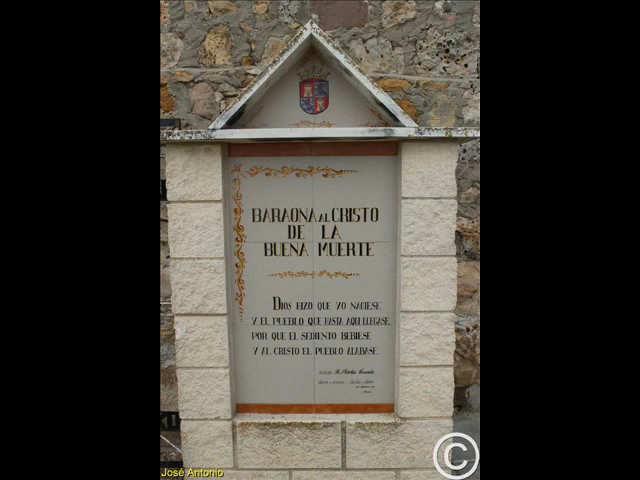 BARAONA AL CRISTO
DE LA
BUENA MUERTE
DIOS HIZO QUE YO NACIESE
Y EL PUEBLO QUE HASTA AQUI LLEGASE.
POR QUE EL SEDIENTO BEBIESE
Y AL CRISTO EL PUEBLO ALABASE
José Antonio
©